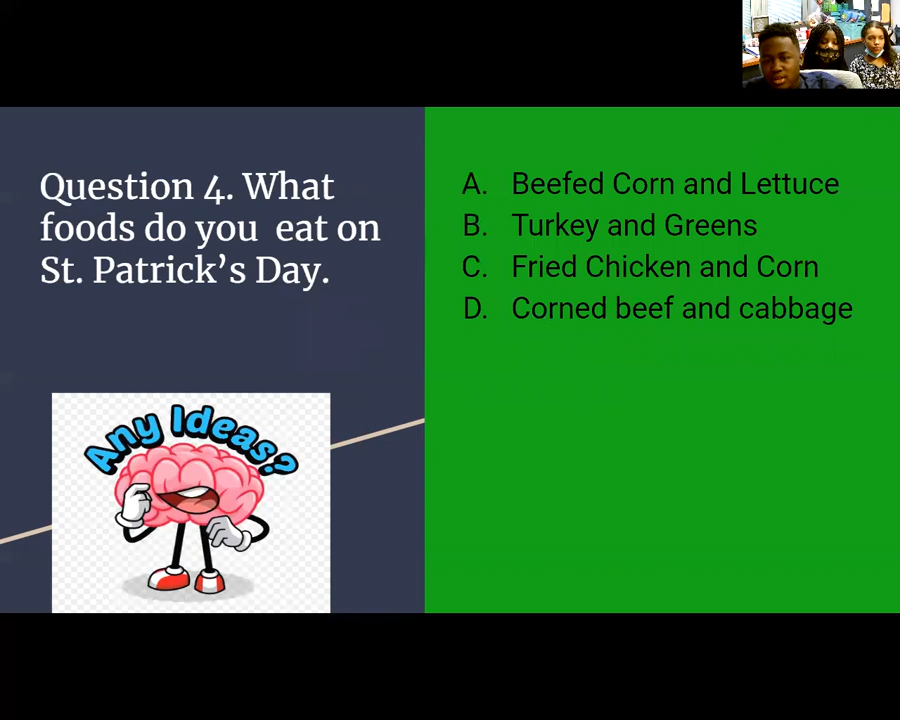 Question 4. What
foods do you  eat on
St. Patrick’s Day.
A. Beefed Corn and Lettuce
B. Turkey and Greens
C. Fried Chicken and Corn
D. Corned beef and cabbage
Any Ideas?